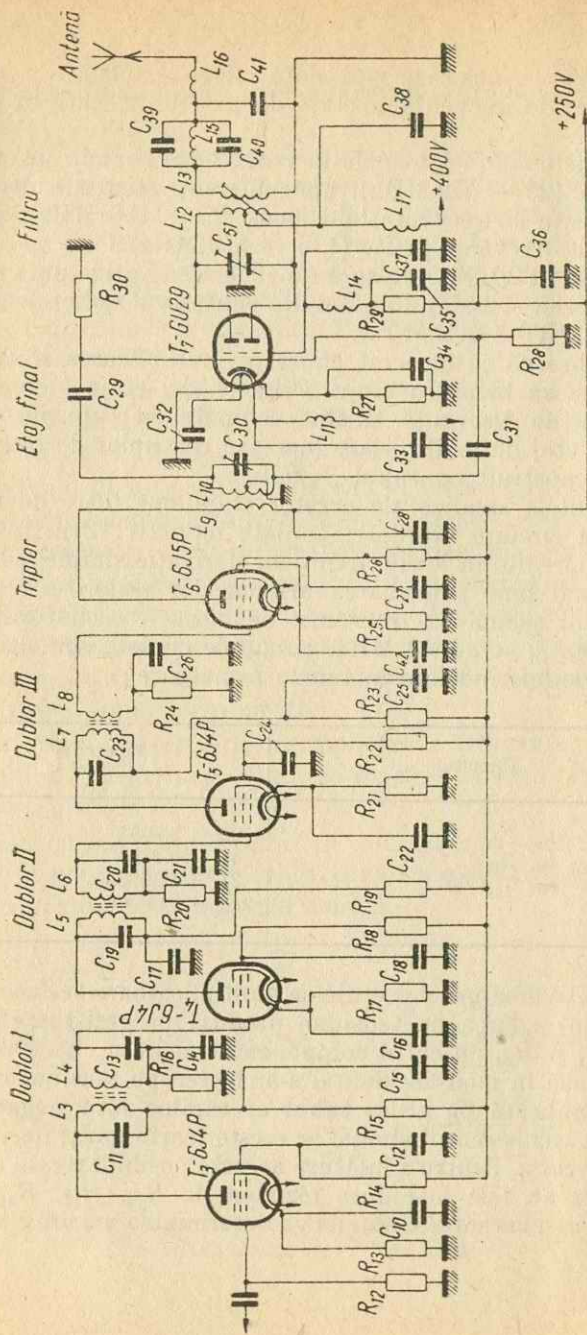 Dublor I
Dublor II
Dublor III
Triplor
Etaj final
Filtru
Antenă
L3
L4
C11
C13
R16
C14
T3-6J4P
R12
R13
C10
R14
C12
R15
C15
L5
L6
C19
C20
C17
*R20
C21
T4-6J4P
C16
R17
C18
R18
R19
L7
L8
C23
R24
C26
T5-6J4P
C24
C22
R21
R22
R23
C25
C42
T6-6J5P
R25
C27
R26
C28
L9
L10
C30
C29
R30
C32
T7-GU29
C33
L11
R27
C34
C31
R28
C51
L12
L13
L14
R29
C35
C37
C36
L17
+400V
C38
C39
L15
C40
C41
L16
+250V